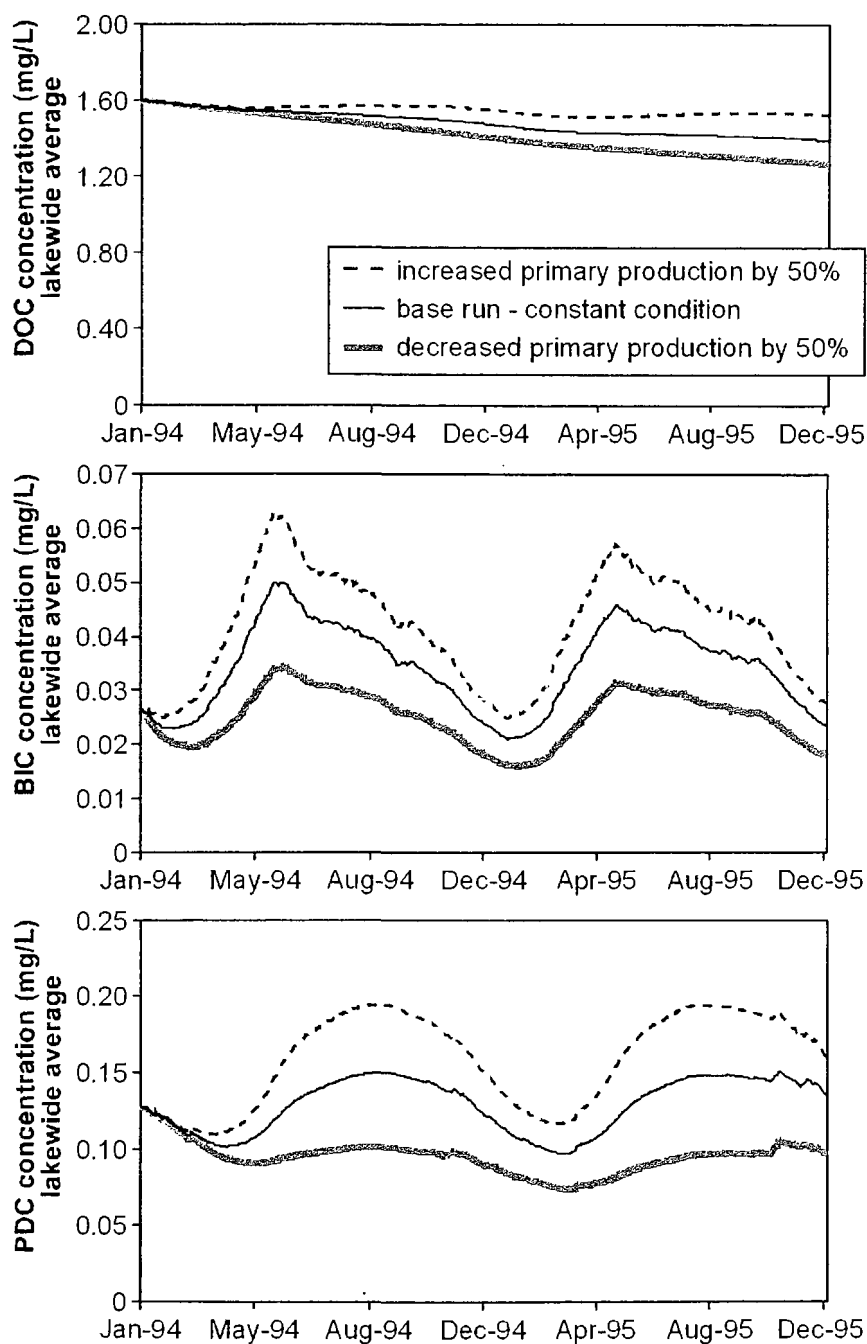 DOC concentration (mg/L)
lakewide average
2.00
1.60
1.20
0.80
0.40
0
increased primary production by 50%
base run - constant condition
decreased primary production by 50%
Jan-94 May-94 Aug-94 Dec-94 Apr-95 Aug-95 Dec-95
BIC concentration (mg/L)
lakewide average
0.07
0.06
0.05
0.04
0.03
0.02
0.01
0
Jan-94 May-94 Aug-94 Dec-94 Apr-95 Aug-95 Dec-95
PDC concentration (mg/L)
lakewide average
0.25
0.20
0.15
0.10
0.05
0
Jan-94 May-94 Aug-94 Dec-94 Apr-95 Aug-95 Dec-95